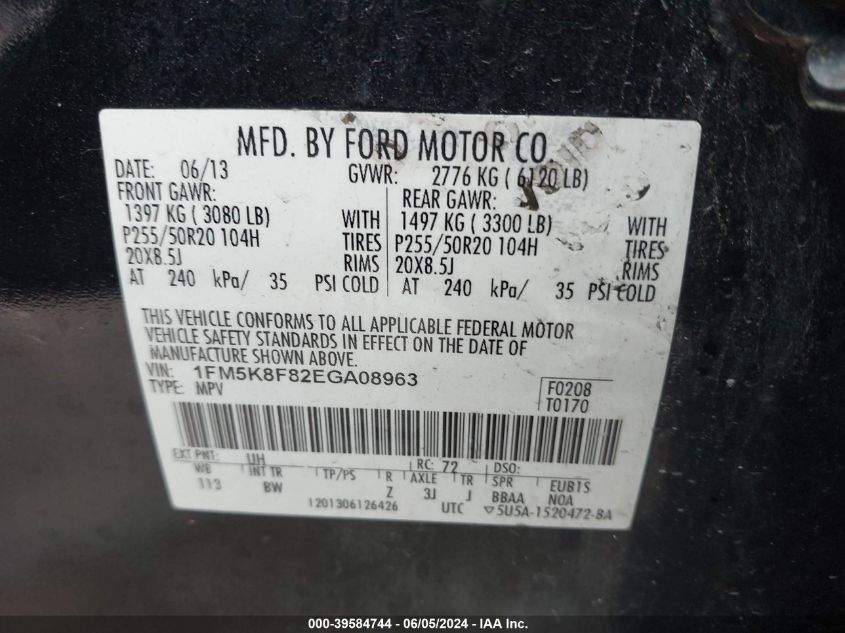 MFD. BY FORD MOTOR CO.
DATE: 06/13 GVWR: 2776 KG ( 6120 LB)
FRONT GAWR: REAR GAWR:
1397 KG ( 3080 LB) WITH 1497 KG ( 3300 LB) WITH
P255/50R20 104H TIRES P255/50R20 104H TIRES
20X8.5J RIMS 20X8.5J RIMS
AT 240 kPa/ 35 PSI COLD AT 240 kPa/ 35 PSI COLD
THIS VEHICLE CONFORMS TO ALL APPLICABLE FEDERAL MOTOR
VEHICLE SAFETY STANDARDS IN EFFECT ON THE DATE OF
MANUFACTURE SHOWN ABOVE.
VIN: 1FM5K8F82EGA08963 F0208
TYPE: MPV T0170
EXT PNT: UH RC: 72 DSO:
WB INT TR TP/PS R AXLE TR SPR EUB1S
113 BW Z 3J J BBAA NOA
1201306126426 UTC ▽5U5A-1520472-BA
000-39584744 - 06/05/2024 - IAA Inc.